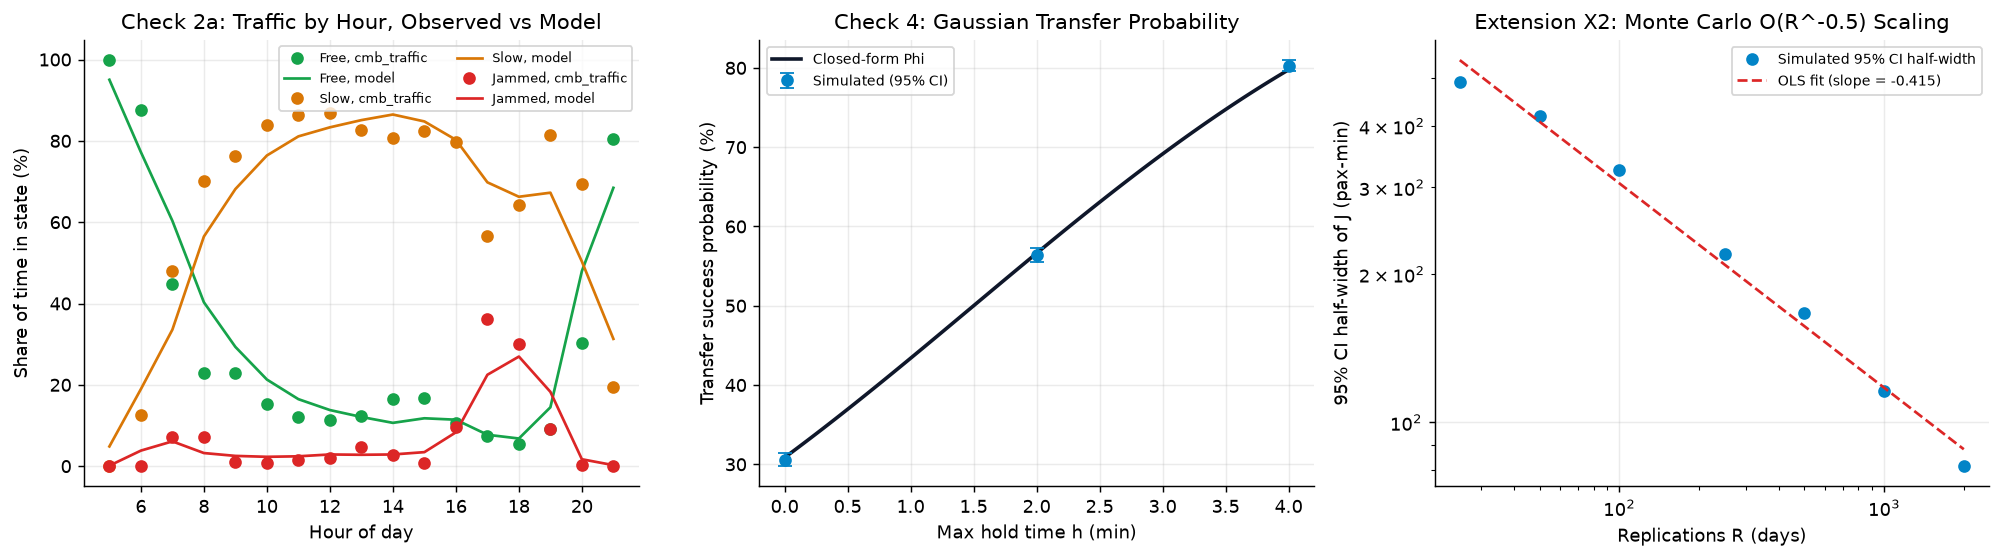 Check 2a: Traffic by Hour, Observed vs Model
Share of time in state (%)
100
80
60
40
20
0
Free, cmb_traffic
Free, model
Slow, cmb_traffic
Slow, model
Jammed, cmb_traffic
Jammed, model
6 8 10 12 14 16 18 20
Hour of day
Check 4: Gaussian Transfer Probability
Transfer success probability (%)
80
70
60
50
40
30
Closed-form Phi
Simulated (95% CI)
0.0 0.5 1.0 1.5 2.0 2.5 3.0 3.5 4.0
Max hold time h (min)
Extension X2: Monte Carlo O(R^-0.5) Scaling
95% CI half-width of J (pax-min)
4 × 10²
3 × 10²
2 × 10²
10²
Simulated 95% CI half-width
OLS fit (slope = -0.415)
10² 10³
Replications R (days)